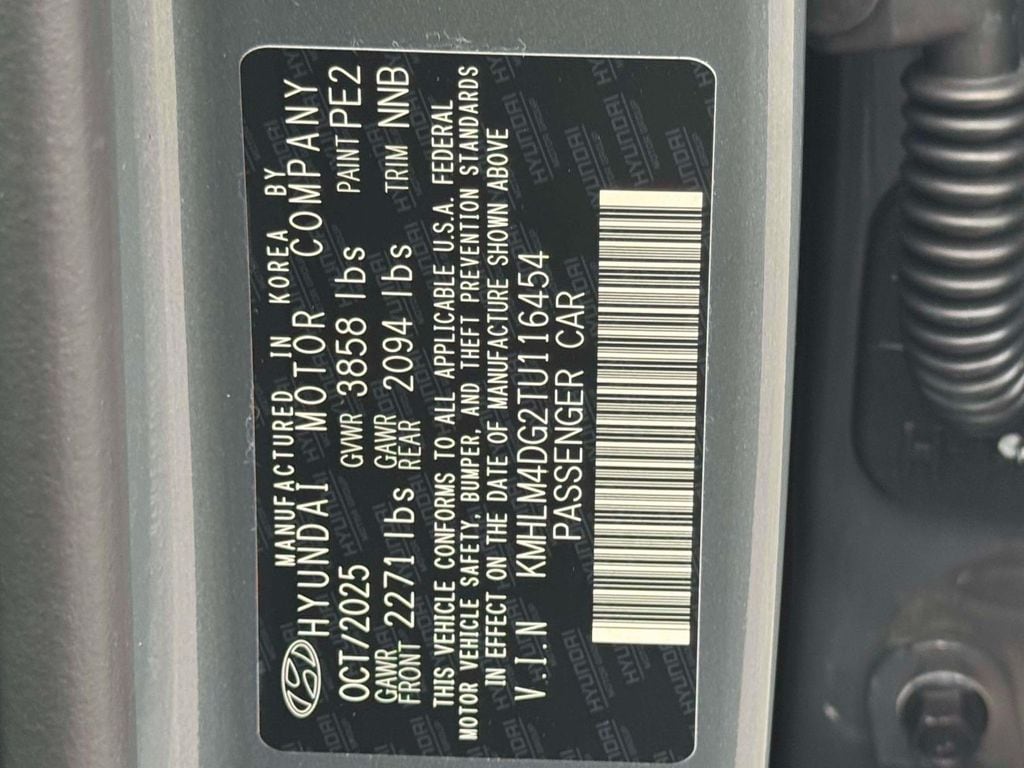 MANUFACTURED IN KOREA BY
HYUNDAI MOTOR COMPANY
OCT/2025 GVWR 3858 lbs PAINT PE2
GAWR FRONT 2271 lbs GAWR REAR 2094 lbs TRIM NNB
THIS VEHICLE CONFORMS TO ALL APPLICABLE U.S.A. FEDERAL
MOTOR VEHICLE SAFETY, BUMPER, AND THEFT PREVENTION STANDARDS
IN EFFECT ON THE DATE OF MANUFACTURE SHOWN ABOVE
V.I.N KMHLM4DG2TU116454
PASSENGER CAR